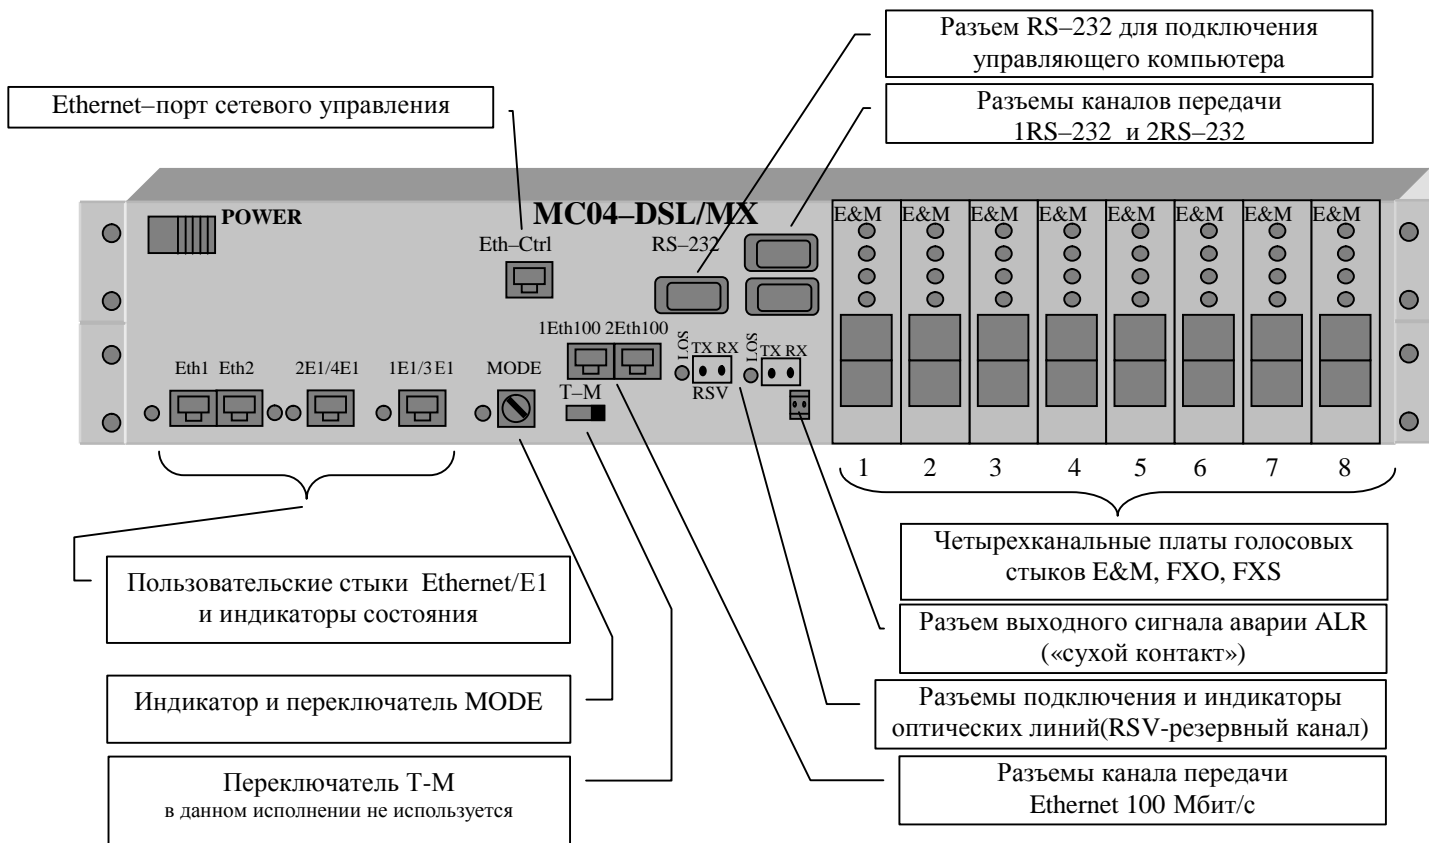 Разъем RS–232 для подключения
управляющего компьютера
Ethernet–порт сетевого управления
Разъемы каналов передачи
1RS–232 и 2RS–232
POWER
MC04–DSL/MX
Eth–Ctrl
RS–232
E&M E&M E&M E&M E&M E&M E&M E&M
1Eth100 2Eth100
LOS
TX RX
LOS
TX RX
RSV
Eth1 Eth2
2E1/4E1
1E1/3E1
MODE
T–M
1 2 3 4 5 6 7 8
Четырехканальные платы голосовых
стыков E&M, FXO, FXS
Пользовательские стыки Ethernet/E1
и индикаторы состояния
Разъем выходного сигнала аварии ALR
(«сухой контакт»)
Индикатор и переключатель MODE
Разъемы подключения и индикаторы
оптических линий(RSV-резервный канал)
Переключатель T-M
в данном исполнении не используется
Разъемы канала передачи
Ethernet 100 Мбит/с